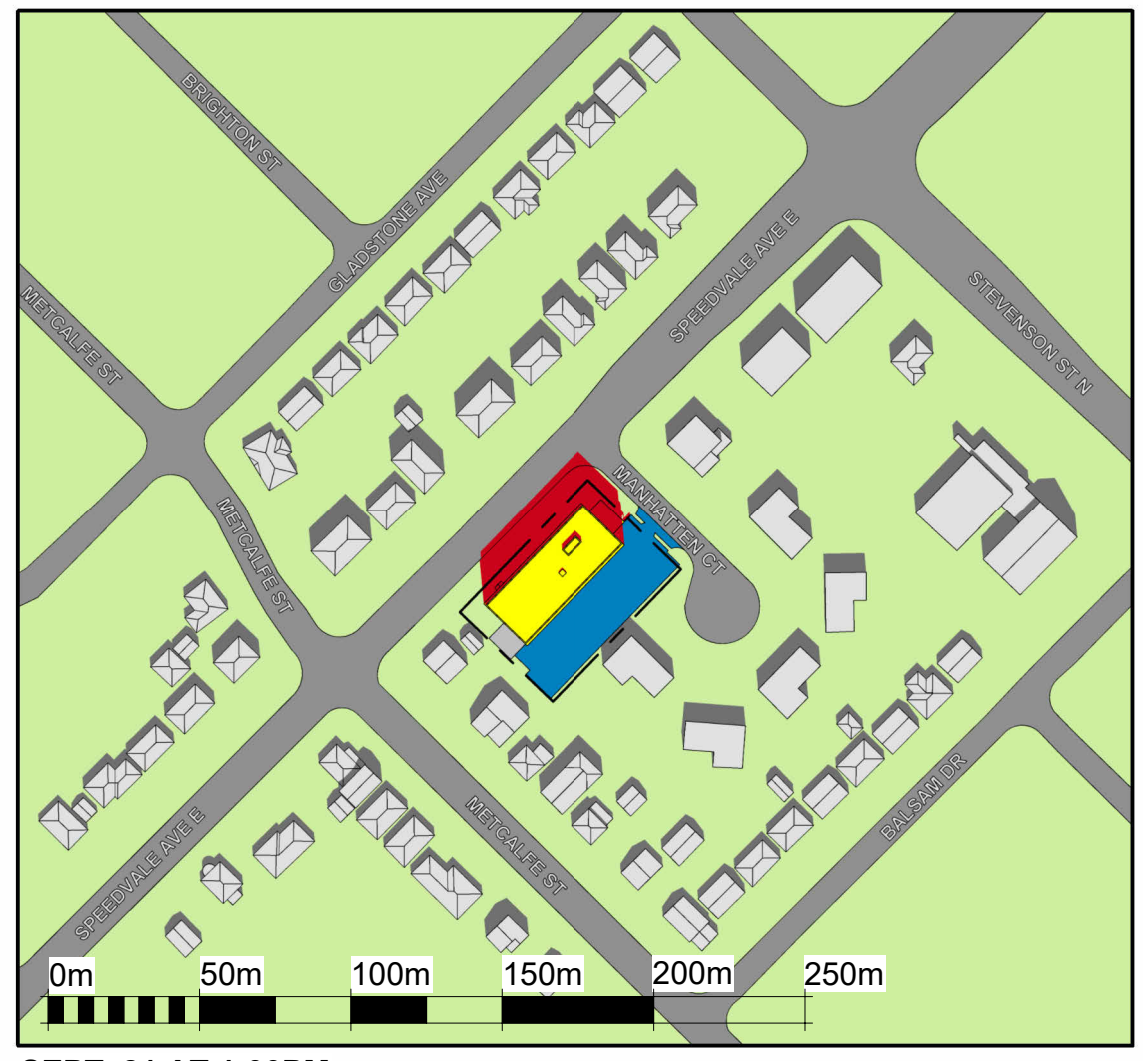 BRIGHTON ST
GLADSTONE AVE
METCALFE ST
SPEEDVALE AVE E
STEVENSON ST N
MANHATTEN CT
METCALFE ST
SPEEDVALE AVE E
METCALFE ST
BALSAM DR
0m 50m 100m 150m 200m 250m